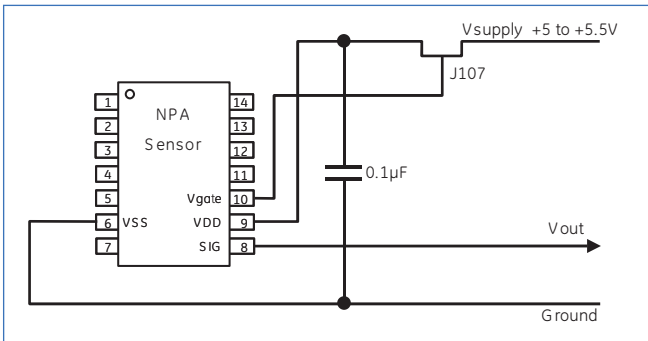 Vsupply +5 to +5.5V
J107
NPA
Sensor
1
2
3
4
5
6 VSS
7
14
13
12
11
Vgate 10
VDD 9
SIG 8
0.1µF
Vout
Ground